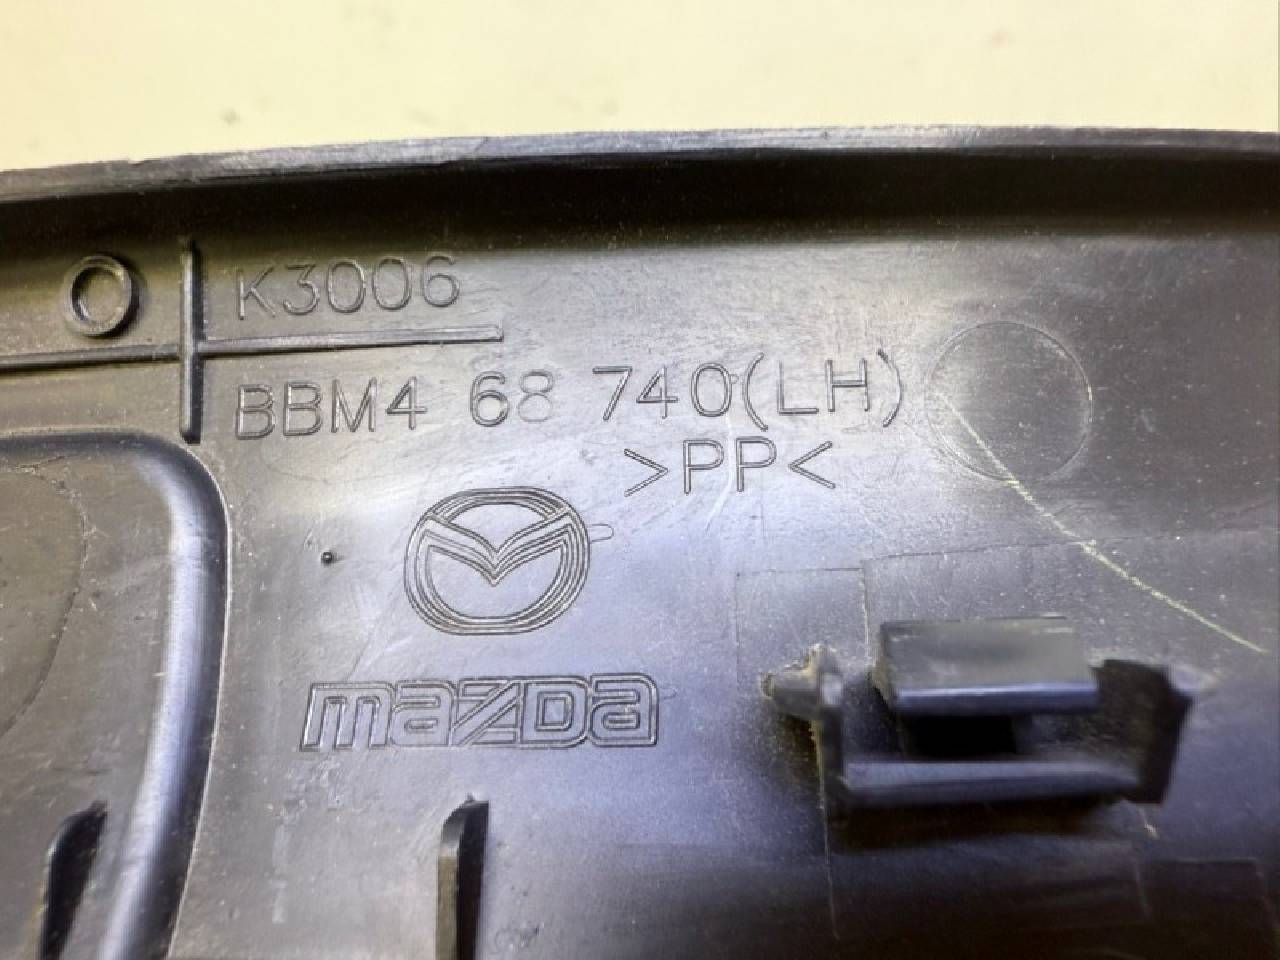 K3006
BBM4 68 740(LH)
>PP<
mazda